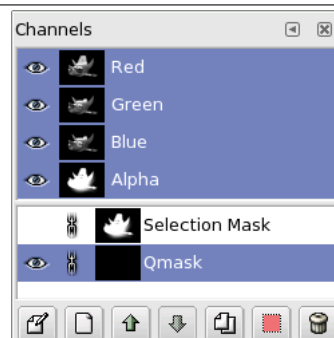 Channels
Red
Green
Blue
Alpha
Selection Mask
Qmask